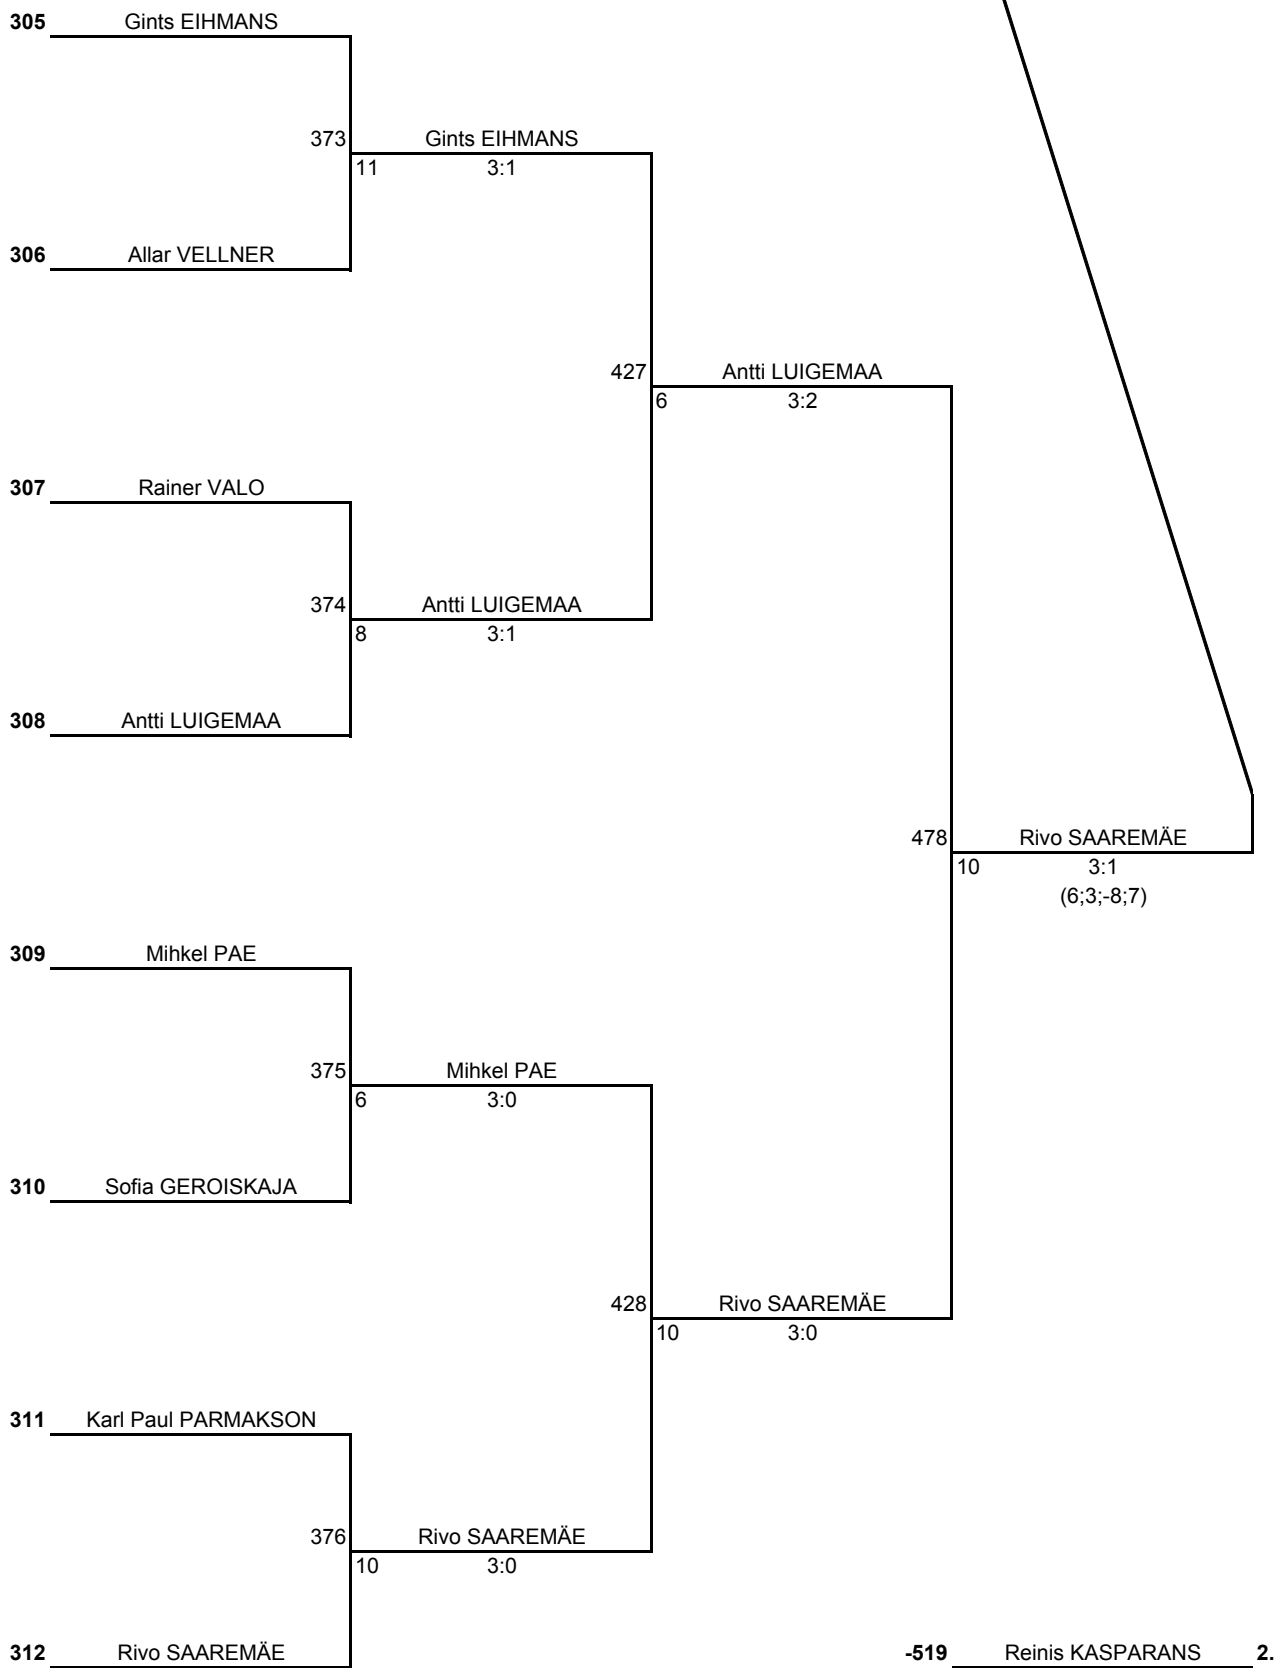 305 Gints EIHMANS
373 Gints EIHMANS
11 3:1
306 Allar VELLNER
427 Antti LUIGEMAA
6 3:2
307 Rainer VALO
374 Antti LUIGEMAA
8 3:1
308 Antti LUIGEMAA
478 Rivo SAAREMÄE
10 3:1
(6;3;-8;7)
309 Mihkel PAE
375 Mihkel PAE
6 3:0
310 Sofia GEROISKAJA
428 Rivo SAAREMÄE
10 3:0
311 Karl Paul PARMAKSON
376 Rivo SAAREMÄE
10 3:0
312 Rivo SAAREMÄE -519 Reinis KASPARANS 2.